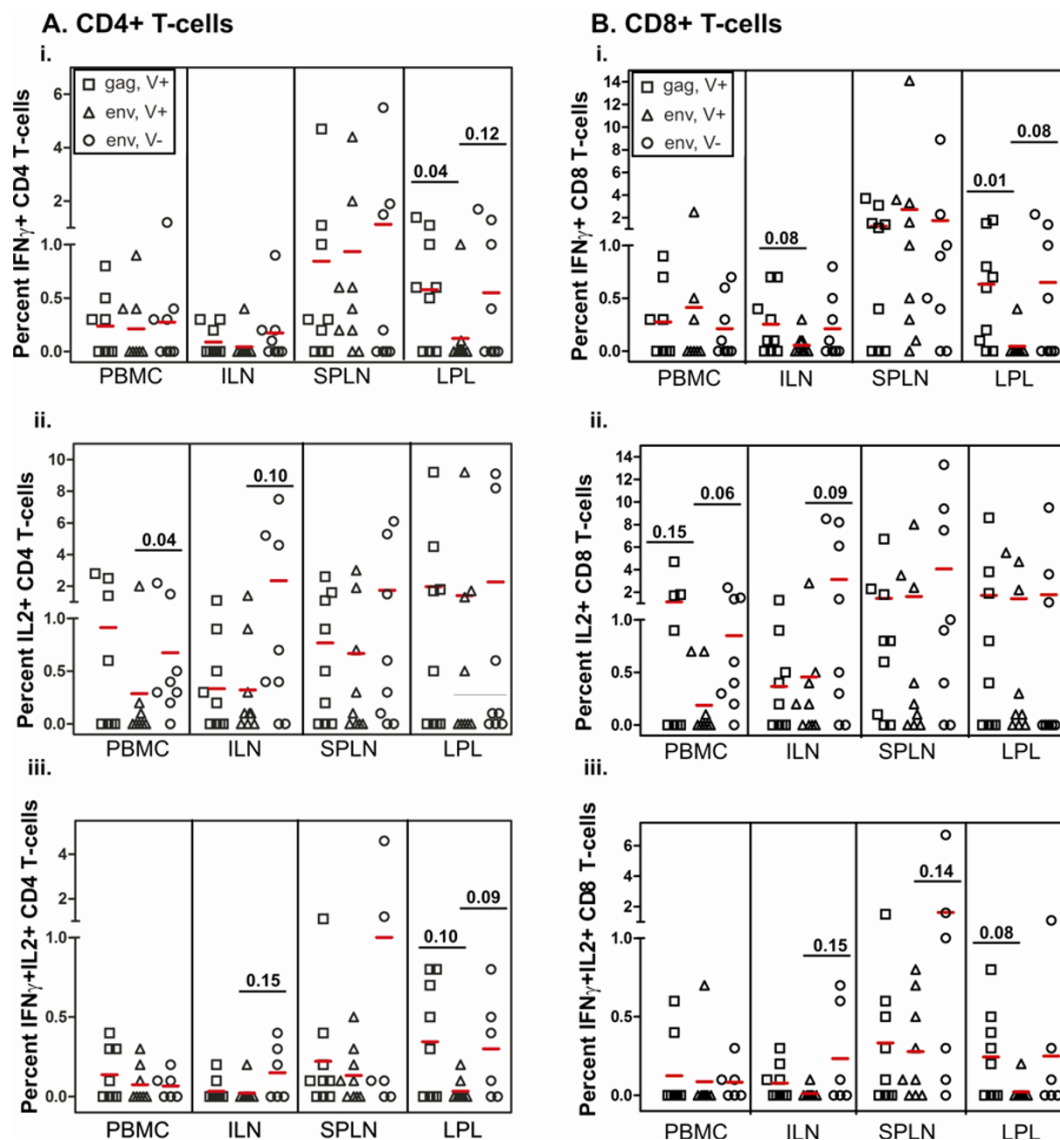 A. CD4+ T-cells
i.
Percent IFNγ+ CD4 T-cells
6
4
2
1.0
0.5
0.0
gag, V+
env, V+
env, V-
0.04
0.12
PBMC ILN SPLN LPL
ii.
Percent IL2+ CD4 T-cells
10
8
6
4
2
1.0
0.5
0.0
0.04
0.10
PBMC ILN SPLN LPL
iii.
Percent IFNγ+IL2+ CD4 T-cells
4
2
1.0
0.5
0.0
0.15
0.10
0.09
PBMC ILN SPLN LPL
B. CD8+ T-cells
i.
Percent IFNγ+ CD8 T-cells
14
12
10
8
6
4
2
1.0
0.5
0.0
gag, V+
env, V+
env, V-
0.08
0.01
0.08
PBMC ILN SPLN LPL
ii.
Percent IL2+ CD8 T-cells
14
12
10
8
6
4
2
1.0
0.5
0.0
0.15
0.06
0.09
PBMC ILN SPLN LPL
iii.
Percent IFNγ+IL2+ CD8 T-cells
6
4
2
1.0
0.5
0.0
0.15
0.14
0.08
PBMC ILN SPLN LPL